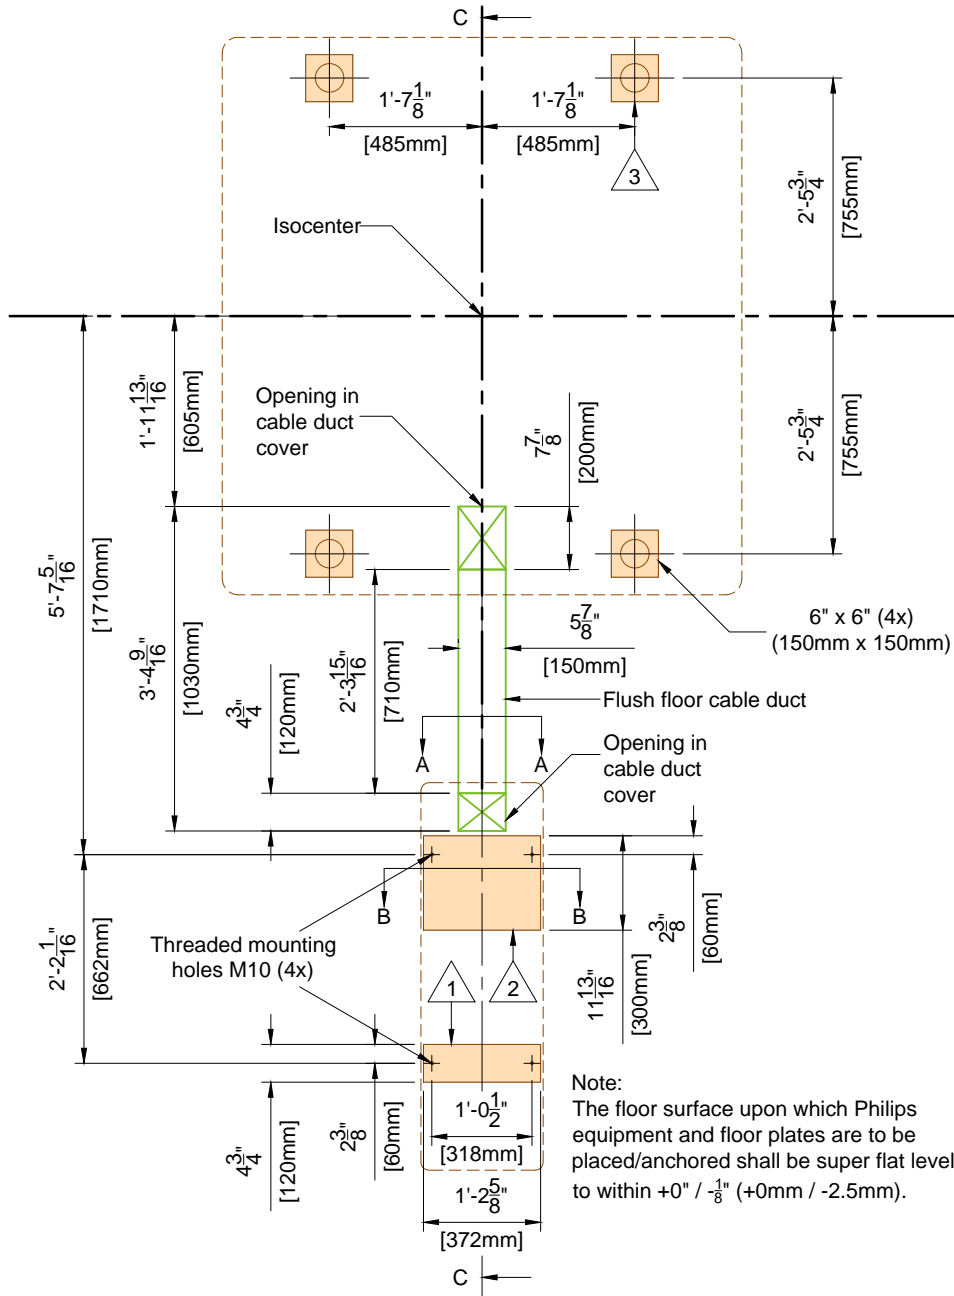 C
1'-7 1/8"
[485mm]
1'-7 1/8"
[485mm]
3
2'-5 3/4"
[755mm]
Isocenter
1'-11 13/16"
[605mm]
Opening in
cable duct
cover
7 7/8"
[200mm]
2'-5 3/4"
[755mm]
5'-7 5/16"
[1710mm]
3'-4 9/16"
[1030mm]
6" x 6" (4x)
(150mm x 150mm)
5 7/8"
[150mm]
2'-3 15/16"
[710mm]
4 3/4"
[120mm]
Flush floor cable duct
A
A
Opening in
cable duct
cover
B
B
2 3/8"
[60mm]
11 13/16"
[300mm]
2'-2 1/16"
[662mm]
Threaded mounting
holes M10 (4x)
1
2
4 3/4"
[120mm]
2 3/8"
[60mm]
1'-0 1/2"
[318mm]
1'-2 5/8"
[372mm]
Note:
The floor surface upon which Philips
equipment and floor plates are to be
placed/anchored shall be super flat level
to within +0" / -1/8" (+0mm / -2.5mm).
C